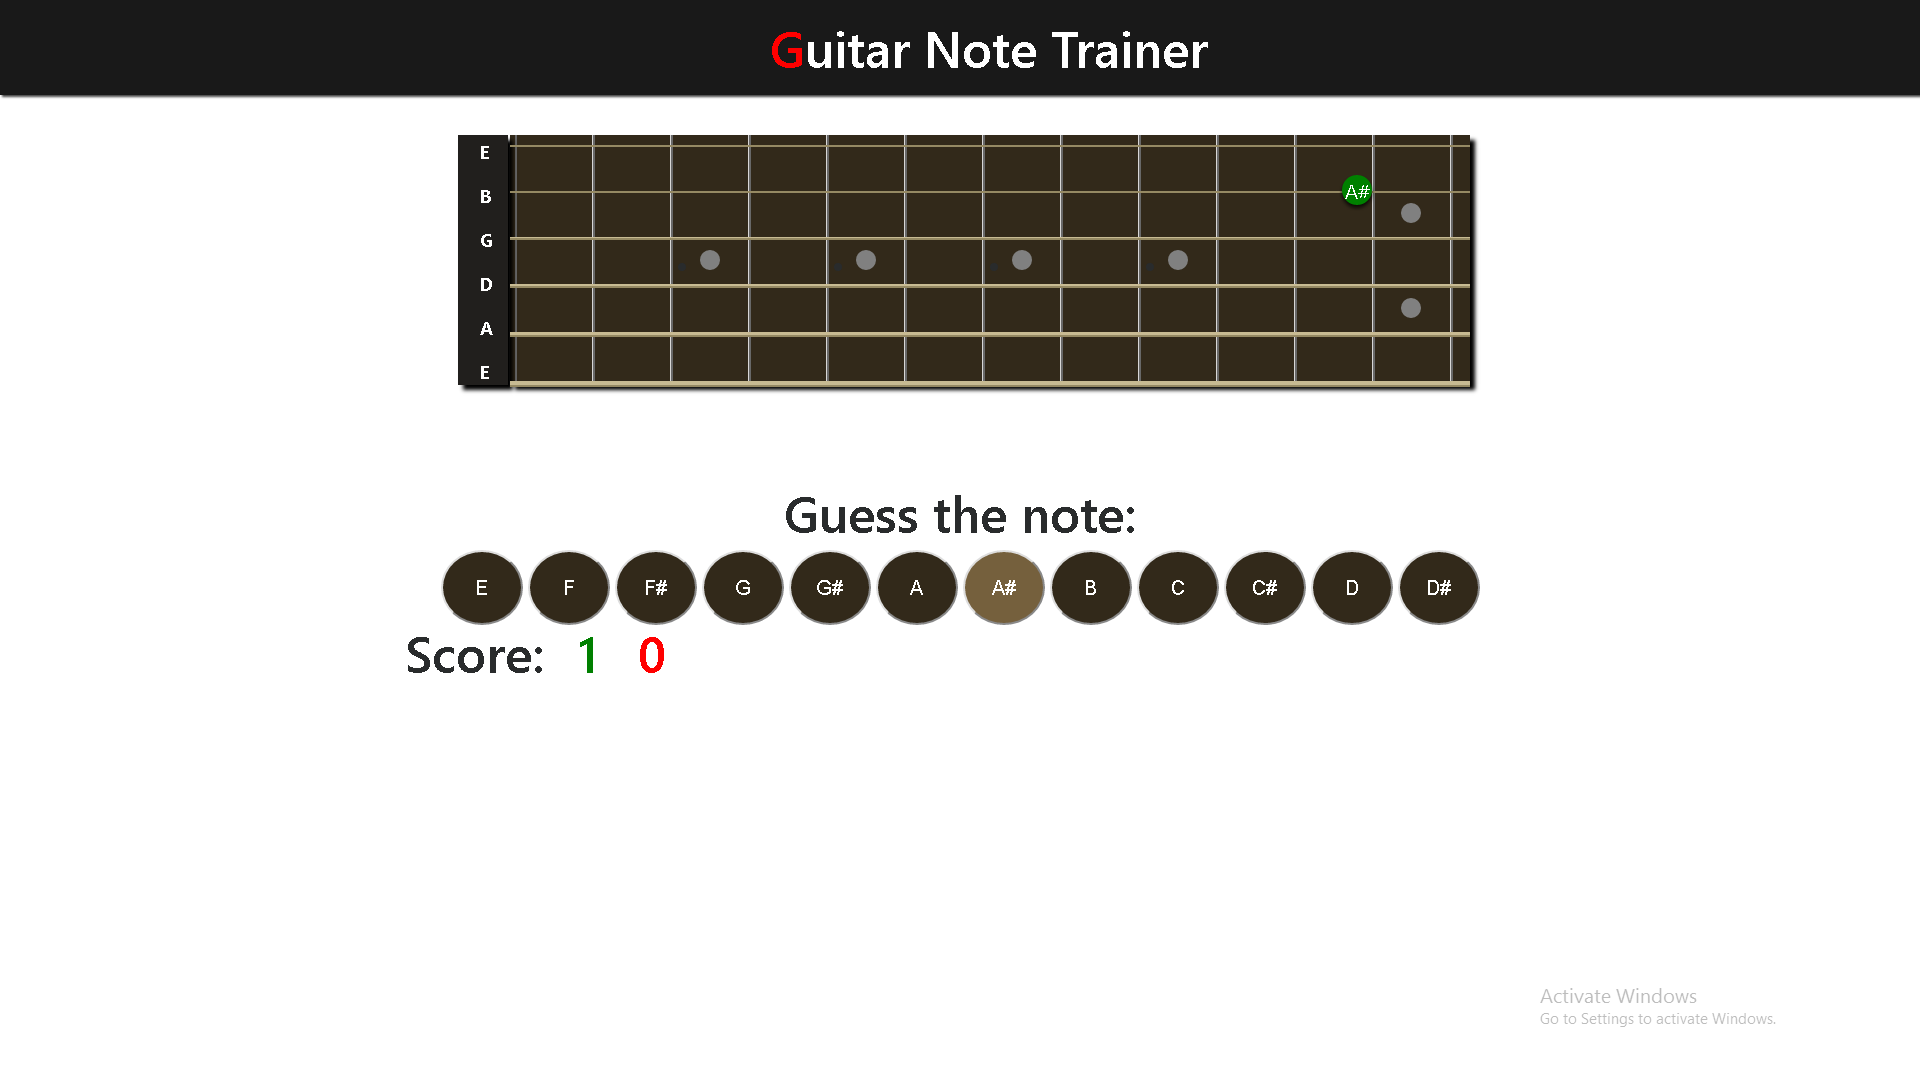 Guitar Note Trainer
E
B
A#
G
D
A
E
Guess the note:
E F F# G G# A A# B C C# D D#
Score: 1 0
Activate Windows
Go to Settings to activate Windows.